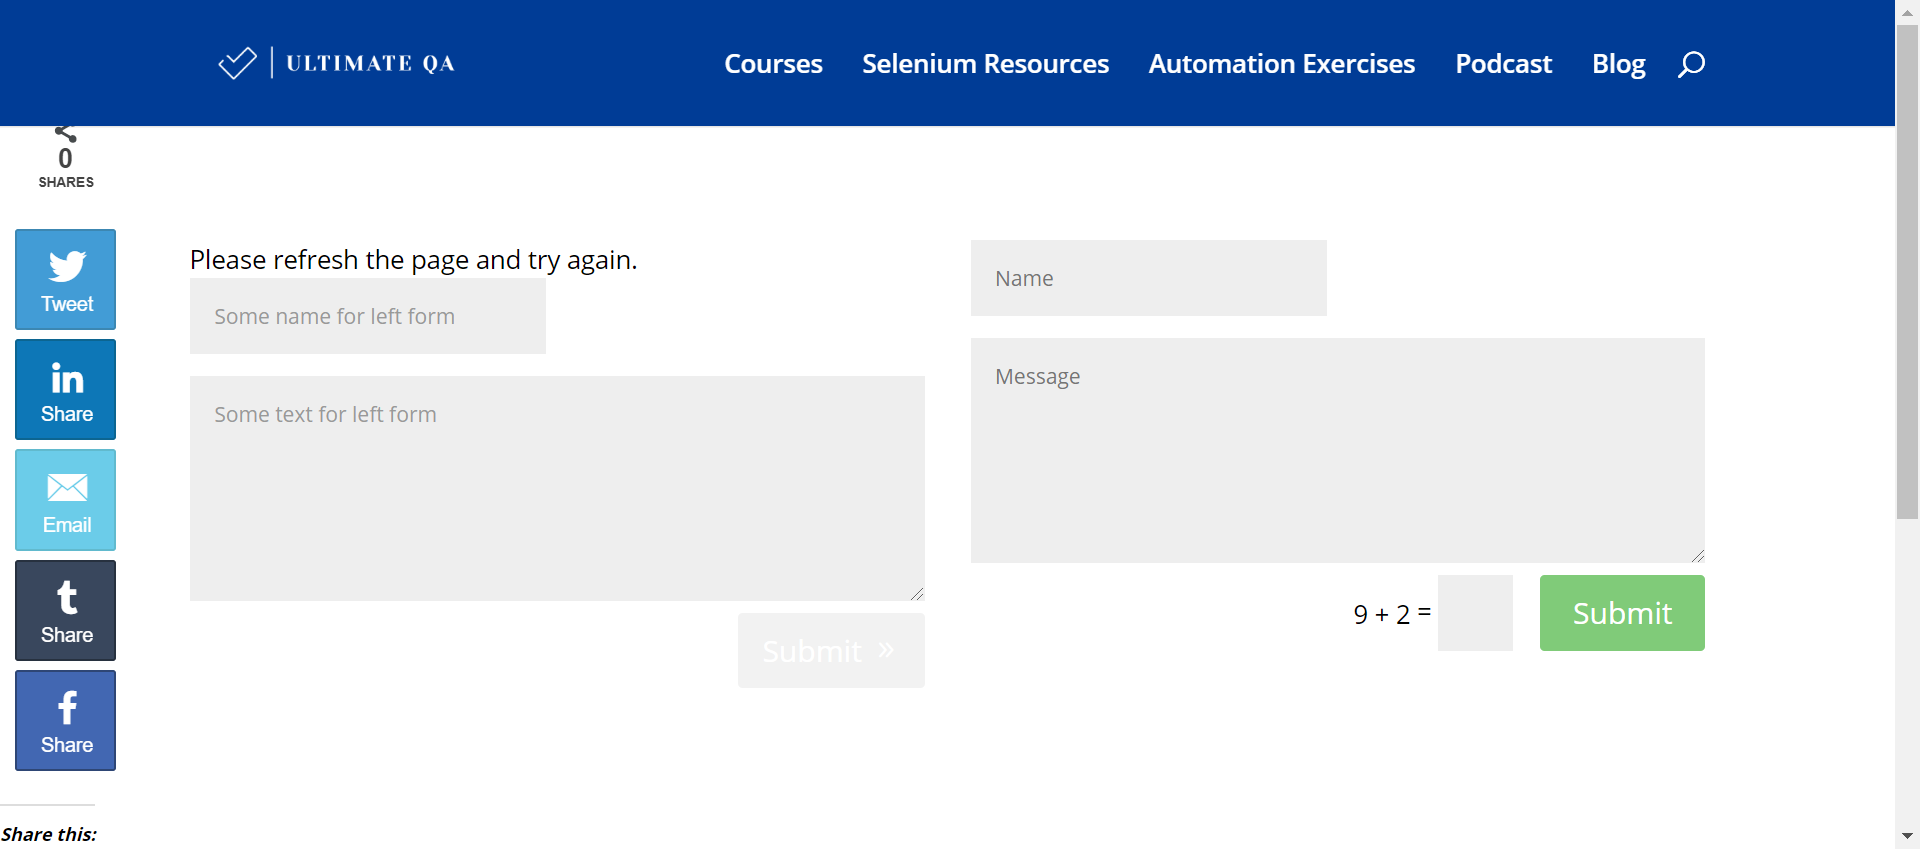 ULTIMATE QA
Courses
Selenium Resources
Automation Exercises
Podcast
Blog
0
SHARES
Tweet
Share
Email
Share
Share
Share this:
Please refresh the page and try again.
Some name for left form
Some text for left form
Submit »
Name
Message
9 + 2 =
Submit